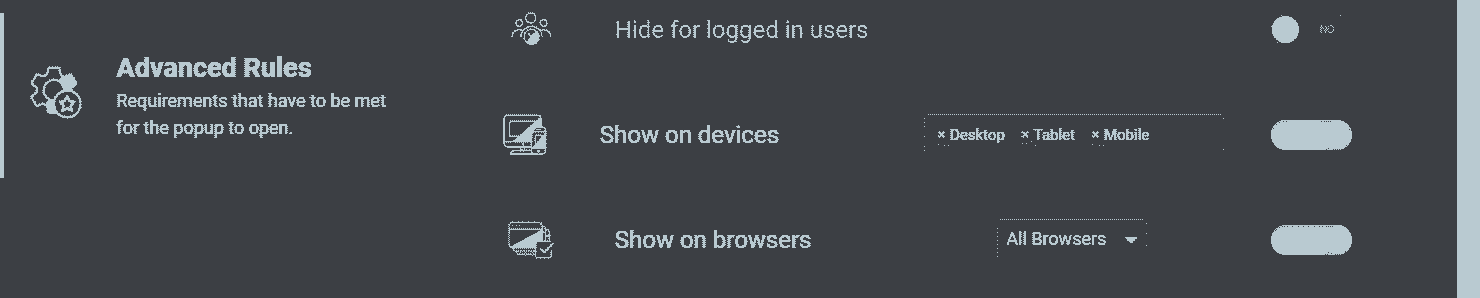 Hide for logged in users
NO
Advanced Rules
Requirements that have to be met
for the popup to open.
Show on devices
× Desktop × Tablet × Mobile
Show on browsers
All Browsers